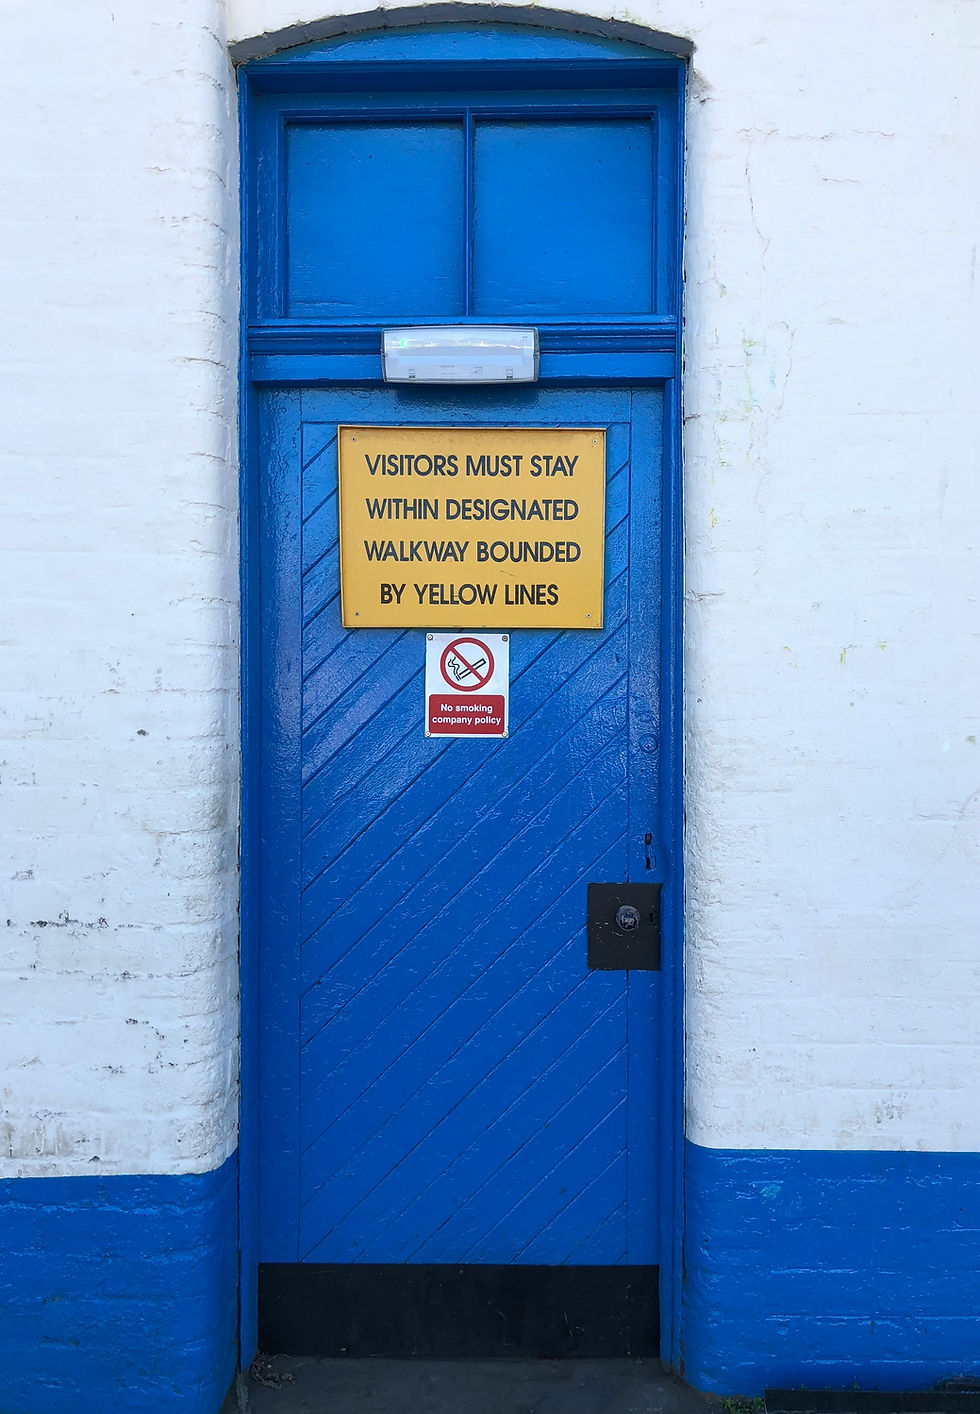 VISITORS MUST STAY
WITHIN DESIGNATED
WALKWAY BOUNDED
BY YELLOW LINES
No smoking
company policy